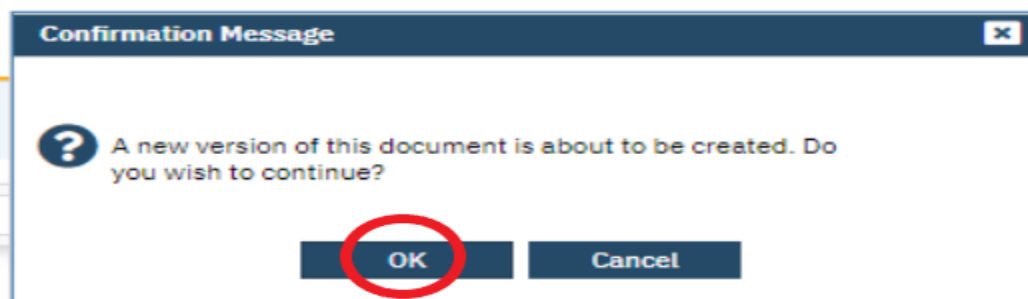 Confirmation Message
A new version of this document is about to be created. Do
you wish to continue?
OK
Cancel